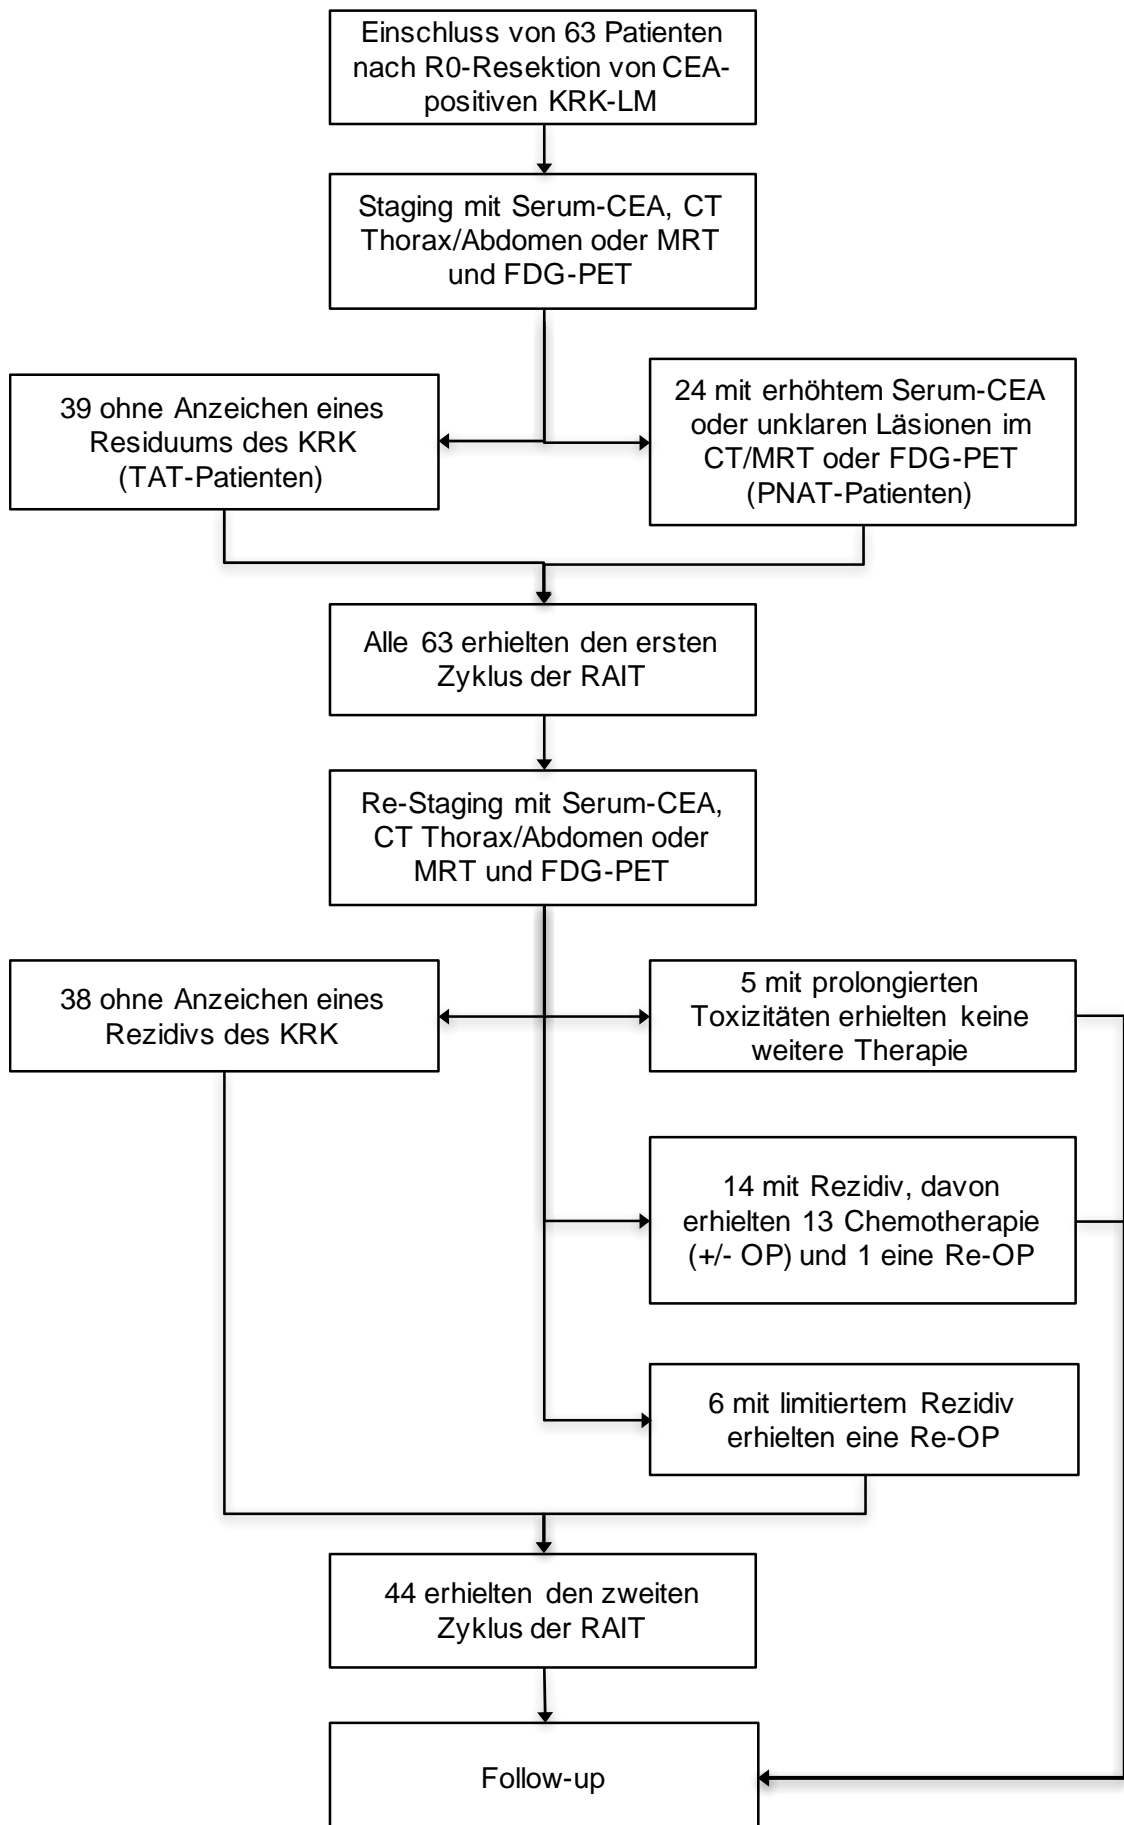 Einschluss von 63 Patienten
nach R0-Resektion von CEA-
positiven KRK-LM
Staging mit Serum-CEA, CT
Thorax/Abdomen oder MRT
und FDG-PET
39 ohne Anzeichen eines
Residuums des KRK
(TAT-Patienten)
24 mit erhöhtem Serum-CEA
oder unklaren Läsionen im
CT/MRT oder FDG-PET
(PNAT-Patienten)
Alle 63 erhielten den ersten
Zyklus der RAIT
Re-Staging mit Serum-CEA,
CT Thorax/Abdomen oder
MRT und FDG-PET
38 ohne Anzeichen eines
Rezidivs des KRK
5 mit prolongierten
Toxizitäten erhielten keine
weitere Therapie
14 mit Rezidiv, davon
erhielten 13 Chemotherapie
(+/- OP) und 1 eine Re-OP
6 mit limitiertem Rezidiv
erhielten eine Re-OP
44 erhielten den zweiten
Zyklus der RAIT
Follow-up